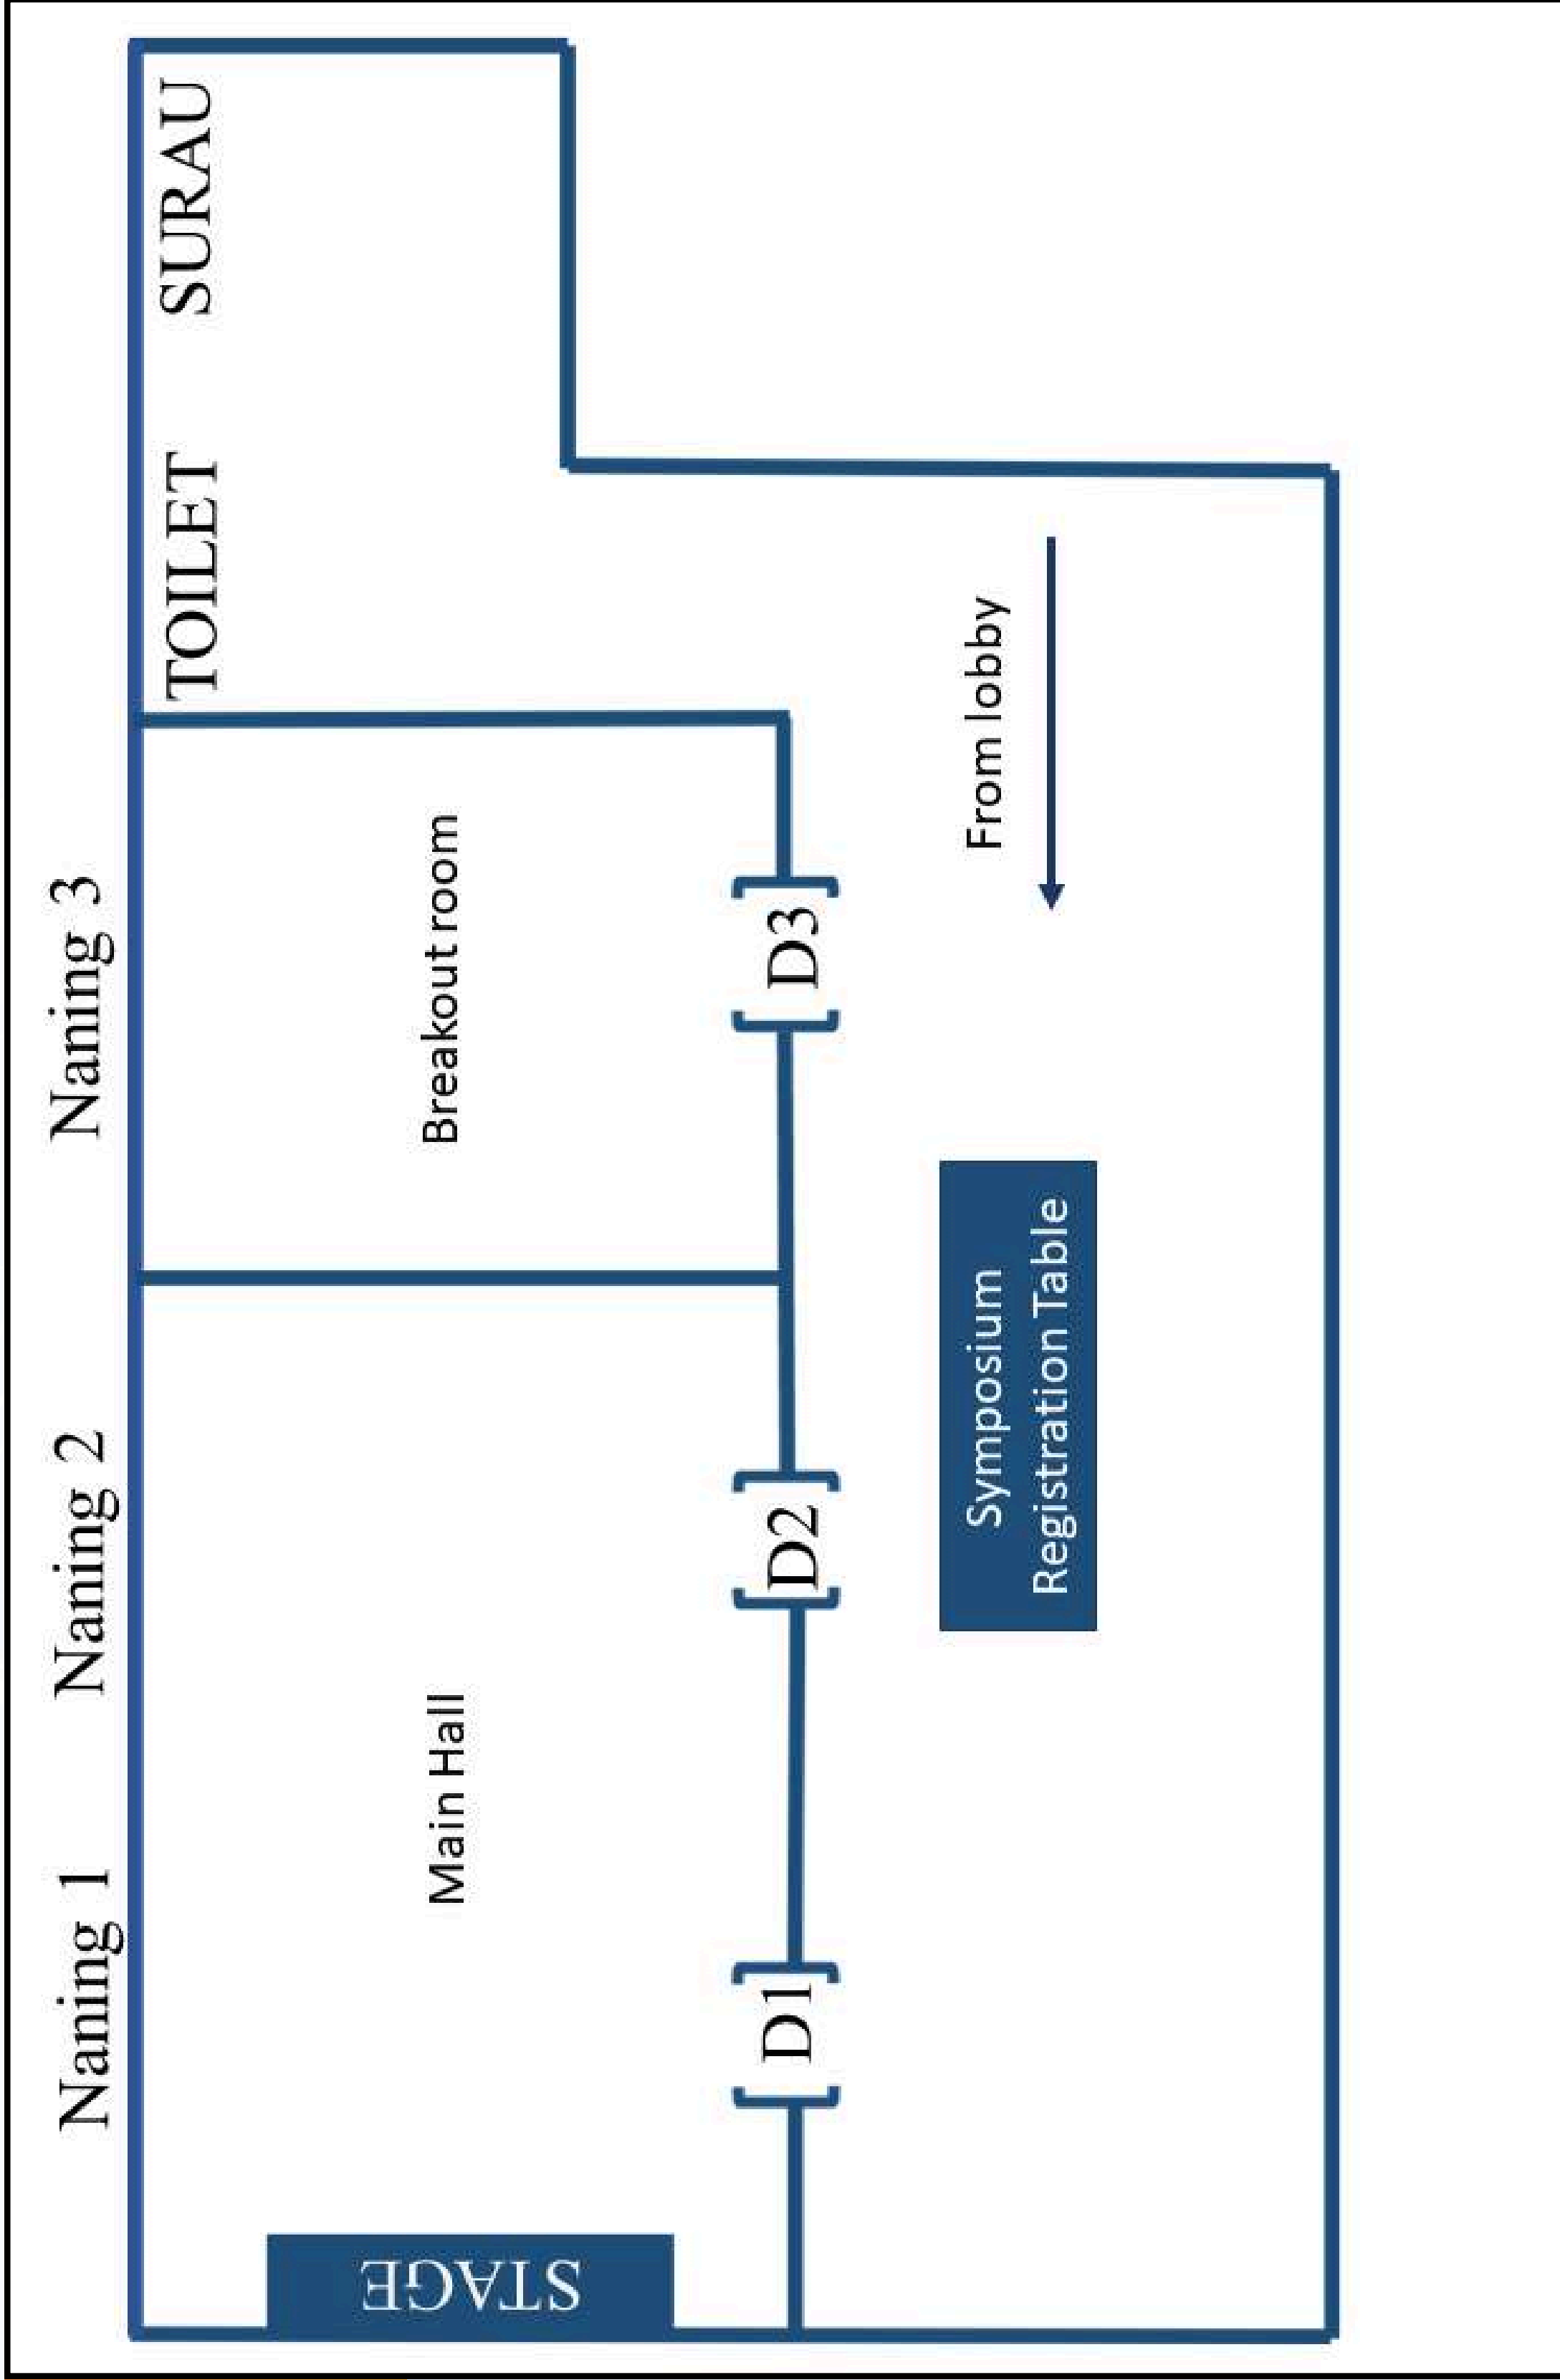 Naning 1
Naning 2
Naning 3
TOILET
SURAU
Main Hall
Breakout room
STAGE
D1
D2
D3
From lobby
Symposium
Registration Table